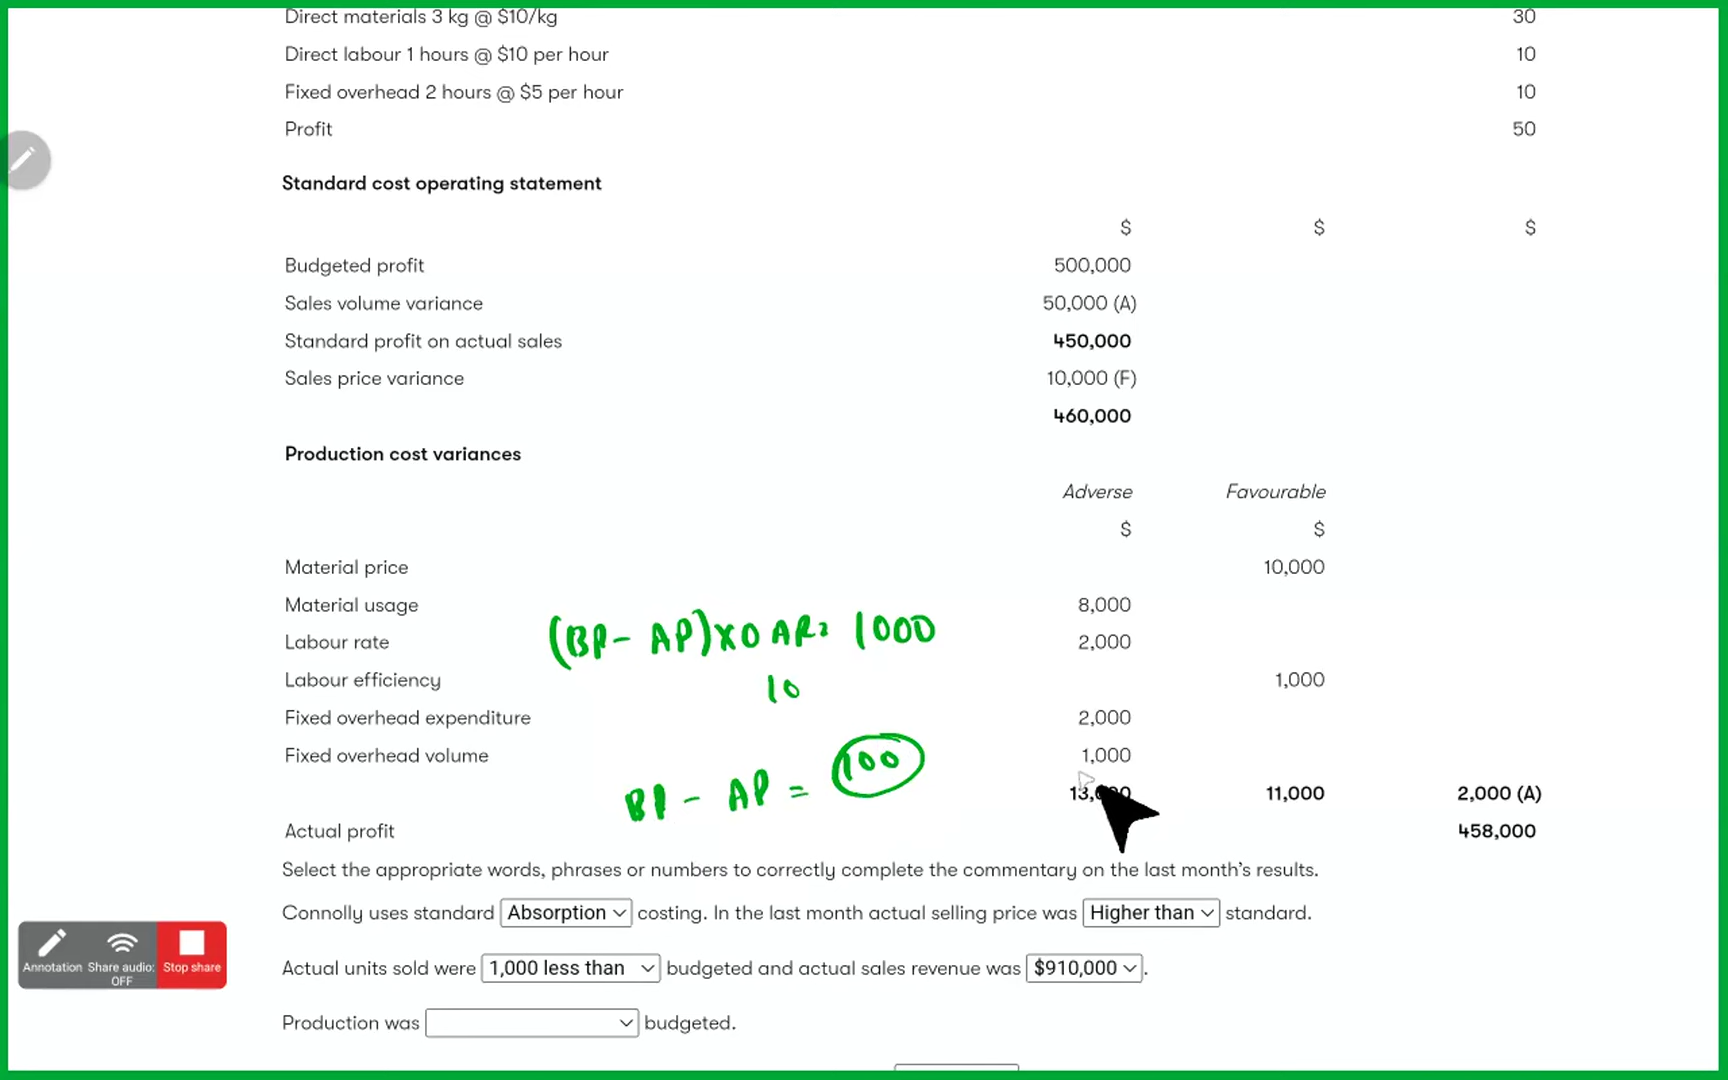 Direct materials 3 kg @ $10/kg 30
Direct labour 1 hours @ $10 per hour 10
Fixed overhead 2 hours @ $5 per hour 10
Profit 50
Standard cost operating statement
$ $ $
Budgeted profit 500,000
Sales volume variance 50,000 (A)
Standard profit on actual sales 450,000
Sales price variance 10,000 (F)
460,000
Production cost variances
Adverse Favourable
$ $
Material price 10,000
Material usage 8,000
(BP- AP)XO AR= 1000
Labour rate 2,000
Labour efficiency 1,000
10
Fixed overhead expenditure 2,000
Fixed overhead volume 1,000
BP - AP = 100
11,000 2,000 (A)
Actual profit 458,000
Select the appropriate words, phrases or numbers to correctly complete the commentary on the last month's results.
Connolly uses standard Absorption costing. In the last month actual selling price was Higher than standard.
Actual units sold were 1,000 less than budgeted and actual sales revenue was $910,000.
Production was budgeted.
Annotation Share audio: OFF Stop share